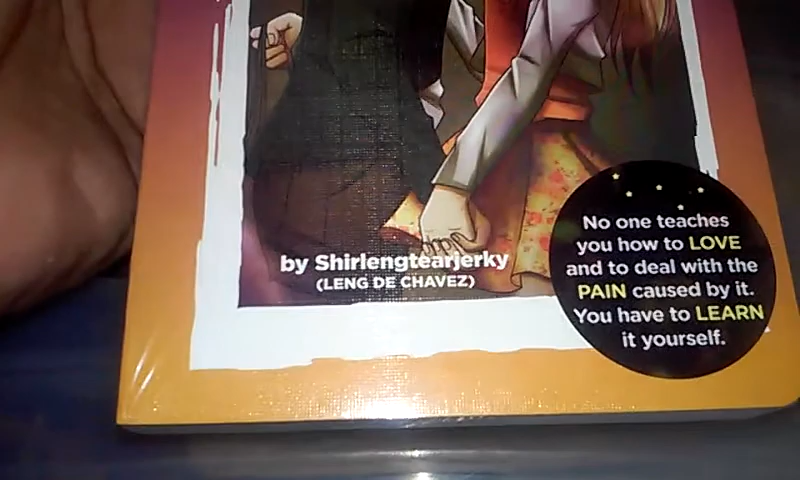 by Shirlengtearjerky
(LENG DE CHAVEZ)
No one teaches
you how to LOVE
and to deal with the
PAIN caused by it.
You have to LEARN
it yourself.